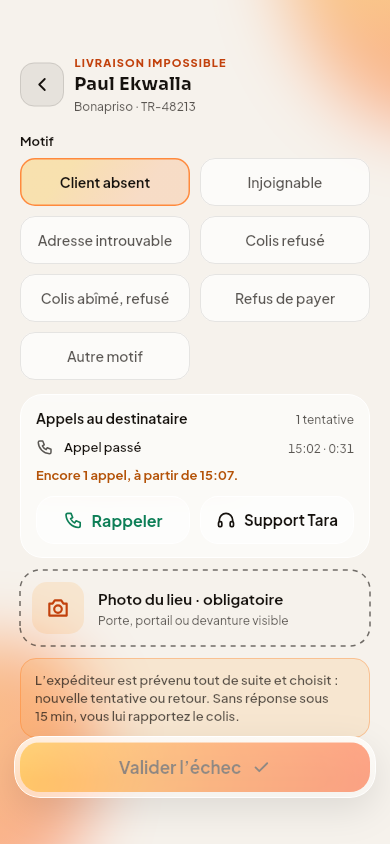 LIVRAISON IMPOSSIBLE
Paul Ekwalla
Bonapriso · TR-48213
Motif
Client absent
Injoignable
Adresse introuvable
Colis refusé
Colis abîmé, refusé
Refus de payer
Autre motif
Appels au destinataire
1 tentative
Appel passé
15:02 · 0:31
Encore 1 appel, à partir de 15:07.
Rappeler
Support Tara
Photo du lieu · obligatoire
Porte, portail ou devanture visible
L’expéditeur est prévenu tout de suite et choisit :
nouvelle tentative ou retour. Sans réponse sous
15 min, vous lui rapportez le colis.
Valider l’échec